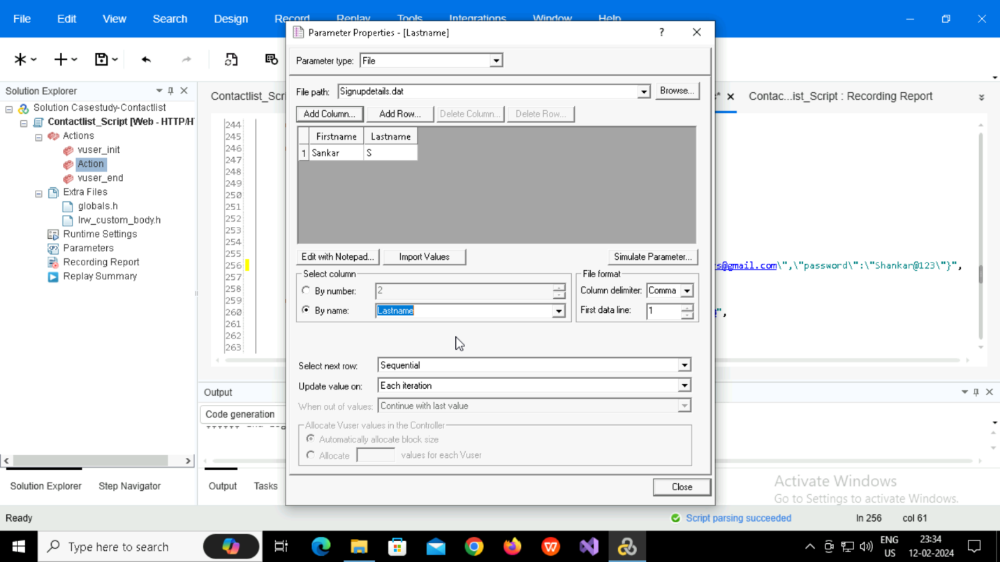 File Edit View Search Design Record Replay Tools Integrations Window Help
Parameter Properties - [Lastname]
?
Parameter type: File
File path: Signupdetails.dat Browse...
Add Column... Add Row... Delete Column... Delete Row...
Firstname Lastname
1 Sankar S
Edit with Notepad... Import Values Simulate Parameter...
Select column
By number: 2
By name: Lastname
File format
Column delimiter: Comma
First data line: 1
Select next row: Sequential
Update value on: Each iteration
When out of values: Continue with last value
Allocate Vuser values in the Controller
Automatically allocate block size
Allocate values for each Vuser
Close
Solution Explorer
Solution Casestudy-Contactlist
Contactlist_Script [Web - HTTP/H
Actions
vuser_init
Action
vuser_end
Extra Files
globals.h
lrw_custom_body.h
Runtime Settings
Parameters
Recording Report
Replay Summary
Solution Explorer Step Navigator
Contactlist_Scr
Contac...ist_Script : Recording Report
244
245
246
247
248
249
250
251
252
253
254
255
256 s@gmail.com\",\"password\":\"Shankar@123\"}",
257
258
259
260 ",
261
262
263
Output
Code generation
Output Tasks
Activate Windows
Go to Settings to activate Windows.
Ready Script parsing succeeded ln 256 col 61
Type here to search
ENG
US
23:34
12-02-2024